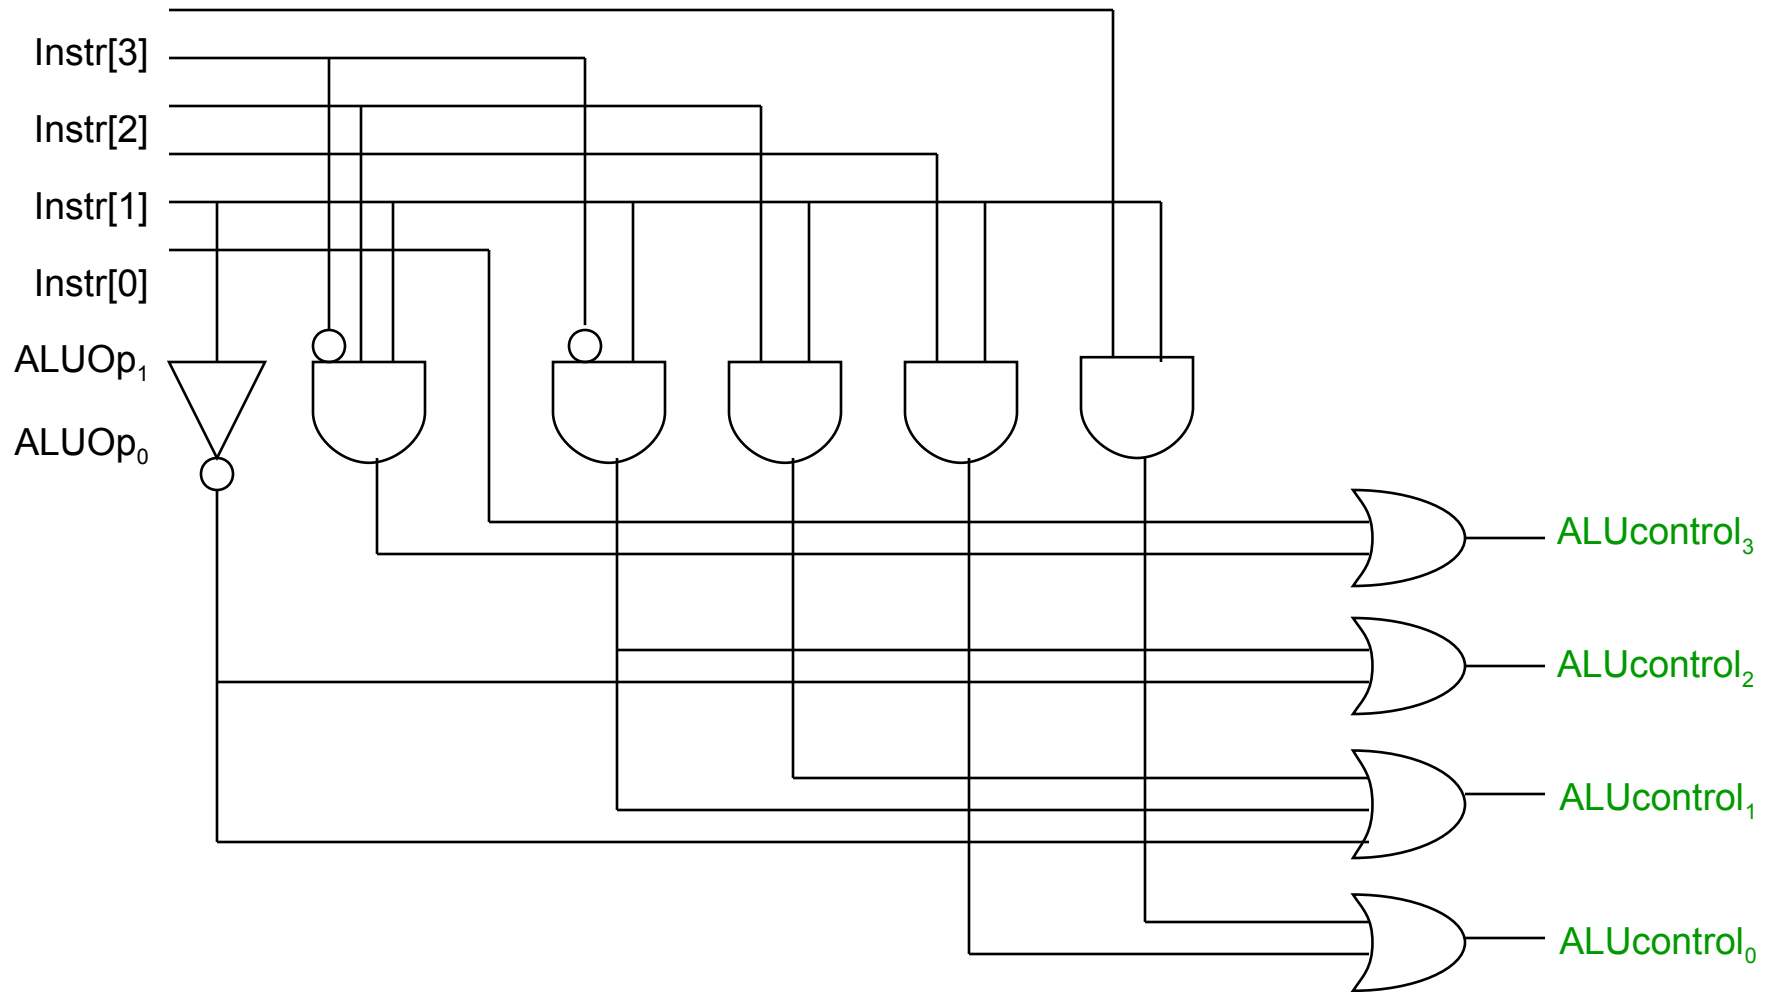 Instr[3]
Instr[2]
Instr[1]
Instr[0]
ALUOp₁
ALUOp₀
ALUcontrol₃
ALUcontrol₂
ALUcontrol₁
ALUcontrol₀